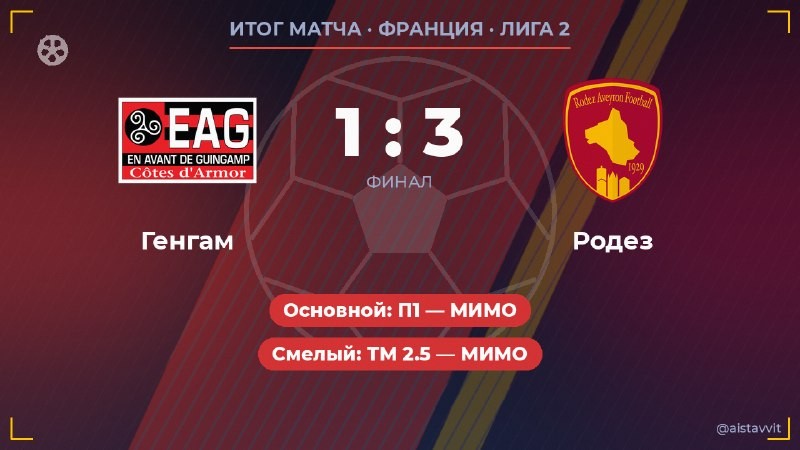 ИТОГ МАТЧА · ФРАНЦИЯ · ЛИГА 2
EAG
EN AVANT DE GUINGAMP
Côtes d'Armor
1 : 3
ФИНАЛ
Rodez Aveyron Football
1929
Генгам
Родез
Основной: П1 — МИМО
Смелый: ТМ 2.5 — МИМО
@aistavvit